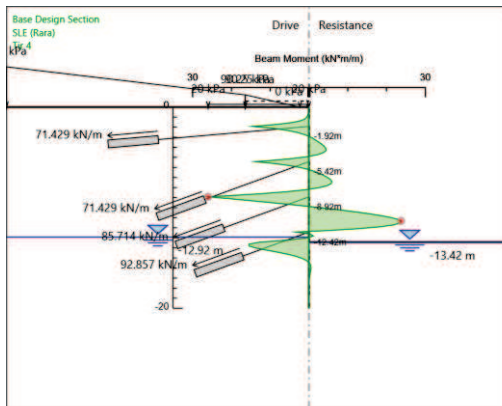 Base Design Section
SLE (Rara)
Tir 4
Drive
Resistance
kPa
Beam Moment (kN*m/m)
30
30
20 kPa
0 kPa
20 kPa
0
71.429 kN/m
-1.92m
-5.42m
71.429 kN/m
-8.92m
85.714 kN/m
-12.92 m
-12.42m
92.857 kN/m
-13.42 m
-20